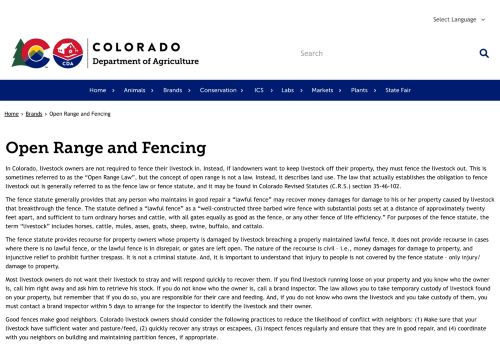 Select Language
COLORADO
Department of Agriculture
CDA
Search
Home
Animals
Brands
Conservation
ICS
Labs
Markets
Plants
State Fair
Home › Brands › Open Range and Fencing
Open Range and Fencing
In Colorado, livestock owners are not required to fence their livestock in. Instead, if landowners want to keep livestock off their property, they must fence the livestock out. This is
sometimes referred to as the “Open Range Law”, but the concept of open range is not a law. Instead, it describes land use. The law that actually establishes the obligation to fence
livestock out is generally referred to as the fence law or fence statute, and it may be found in Colorado Revised Statutes (C.R.S.) section 35-46-102.
The fence statute generally provides that any person who maintains in good repair a “lawful fence” may recover money damages for damage to his or her property caused by livestock
that breakthrough the fence. The statute defined a “lawful fence” as a “well-constructed three barbed wire fence with substantial posts set at a distance of approximately twenty
feet apart, and sufficient to turn ordinary horses and cattle, with all gates equally as good as the fence, or any other fence of life efficiency.” For purposes of the fence statute, the
term “livestock” includes horses, cattle, mules, asses, goats, sheep, swine, buffalo, and cattalo.
The fence statute provides recourse for property owners whose property is damaged by livestock breaching a properly maintained lawful fence. It does not provide recourse in cases
where there is no lawful fence, or the lawful fence is in disrepair, or gates are left open. The nature of the recourse is civil - i.e., money damages for damage to property, and
injunctive relief to prohibit further trespass. It is not a criminal statute. And, it is important to understand that injury to people is not covered by the fence statute - only injury/
damage to property.
Most livestock owners do not want their livestock to stray and will respond quickly to recover them. If you find livestock running loose on your property and you know who the owner
is, call him right away and ask him to retrieve his stock. If you do not know who the owner is, call a brand inspector. The law allows you to take temporary custody of livestock found
on your property, but remember that if you do so, you are responsible for their care and feeding. And, if you do not know who owns the livestock and you take custody of them, you
must contact a brand inspector within 5 days to arrange for the inspector to identify the livestock and their owner.
Good fences make good neighbors. Colorado livestock owners should consider the following practices to reduce the likelihood of conflict with neighbors: (1) Make sure that your
livestock have sufficient water and pasture/feed, (2) quickly recover any strays or escapees, (3) inspect fences regularly and ensure that they are in good repair, and (4) coordinate
with you neighbors on building and maintaining partition fences, if appropriate.